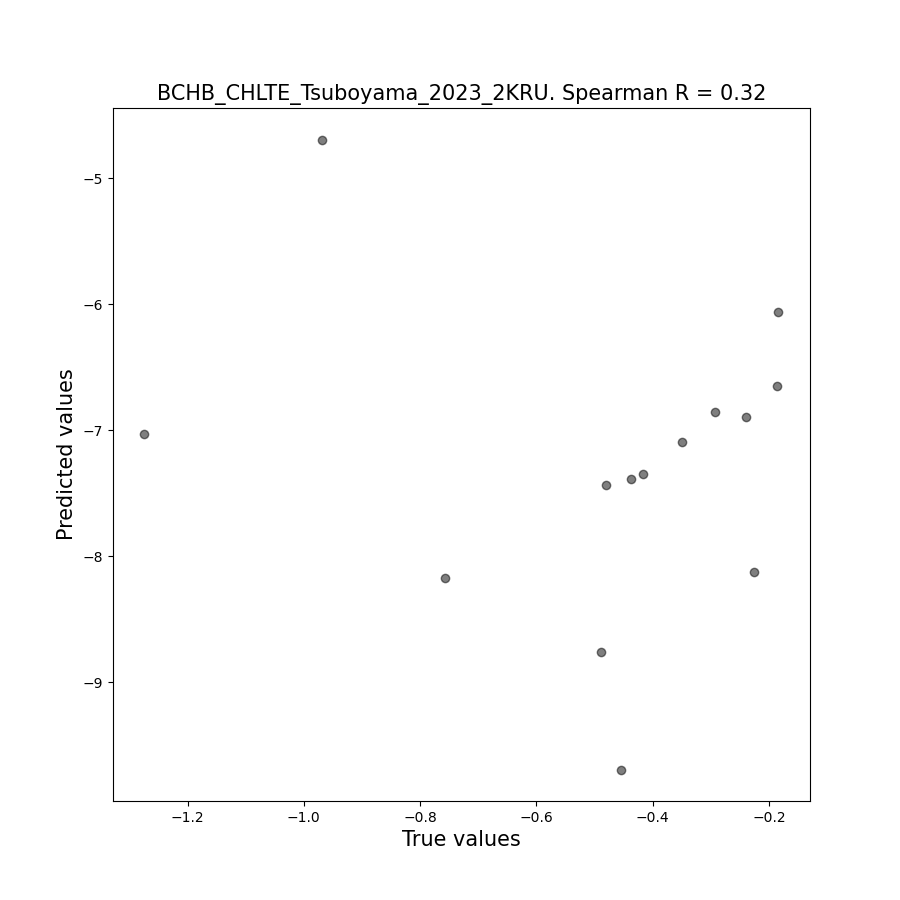 BCHB_CHLTE_Tsuboyama_2023_2KRU. Spearman R = 0.32
Predicted values
−5
−6
−7
−8
−9
−1.2 −1.0 −0.8 −0.6 −0.4 −0.2
True values